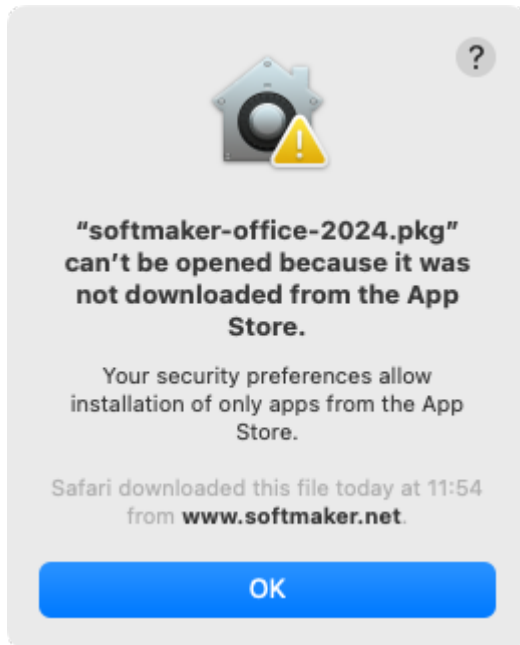 ?
“softmaker-office-2024.pkg”
can’t be opened because it was
not downloaded from the App
Store.
Your security preferences allow
installation of only apps from the App
Store.
Safari downloaded this file today at 11:54
from www.softmaker.net.
OK